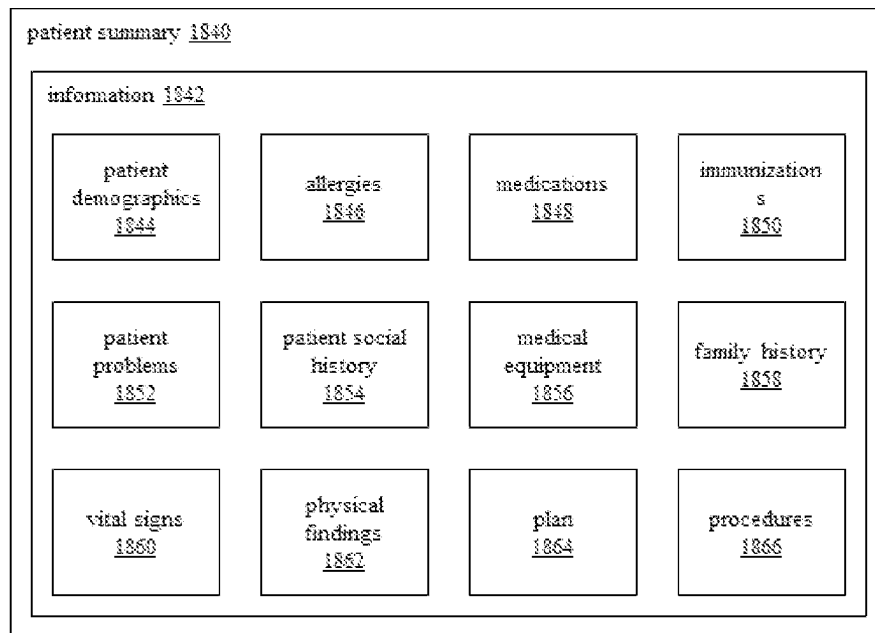 patient summary 1840
information 1842
patient
demographics
1844
allergies
1846
medications
1848
immunization
s
1850
patient
problems
1852
patient social
history
1854
medical
equipment
1856
family history
1858
vital signs
1860
physical
findings
1862
plan
1864
procedures
1866